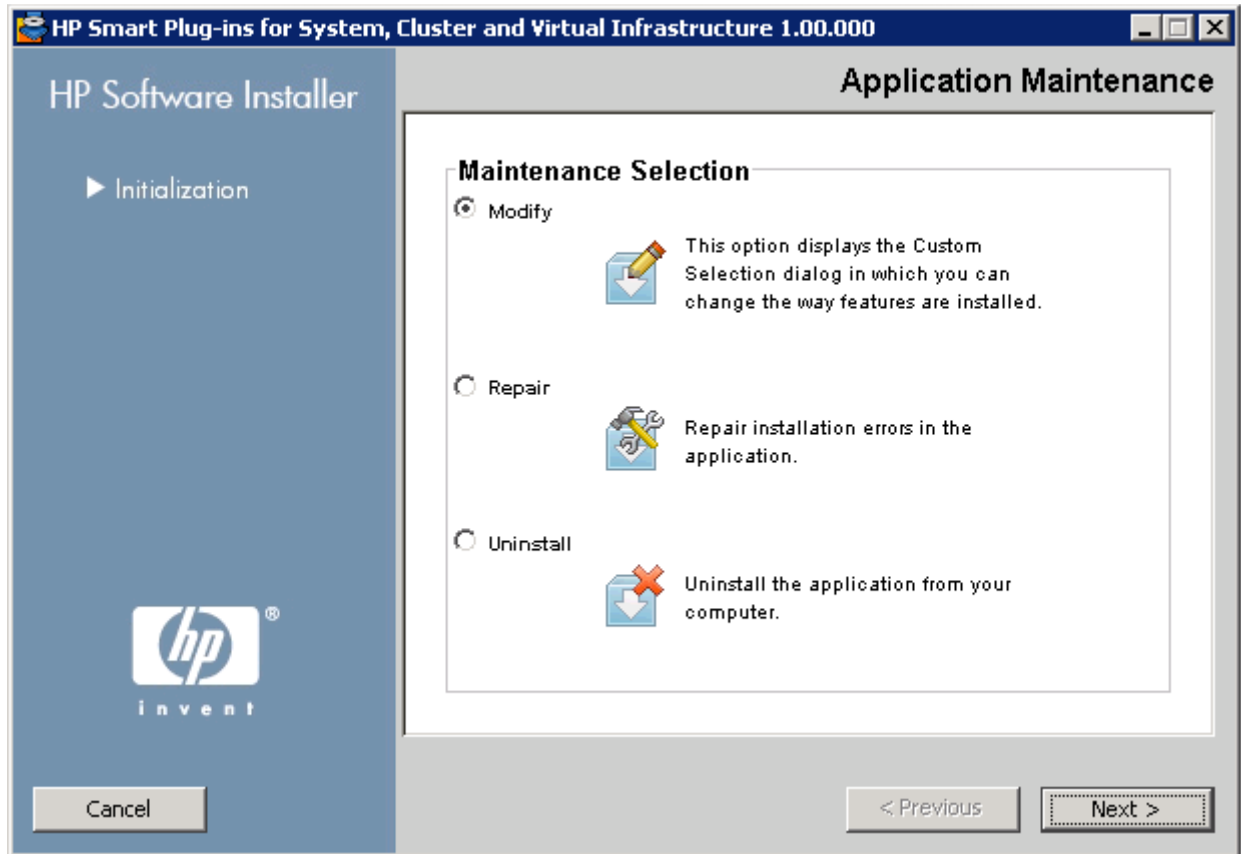 HP Smart Plug-ins for System, Cluster and Virtual Infrastructure 1.00.000
HP Software Installer
Application Maintenance
Initialization
Maintenance Selection
Modify
This option displays the Custom
Selection dialog in which you can
change the way features are installed.
Repair
Repair installation errors in the
application.
Uninstall
Uninstall the application from your
computer.
hp ®
invent
Cancel
< Previous
Next >